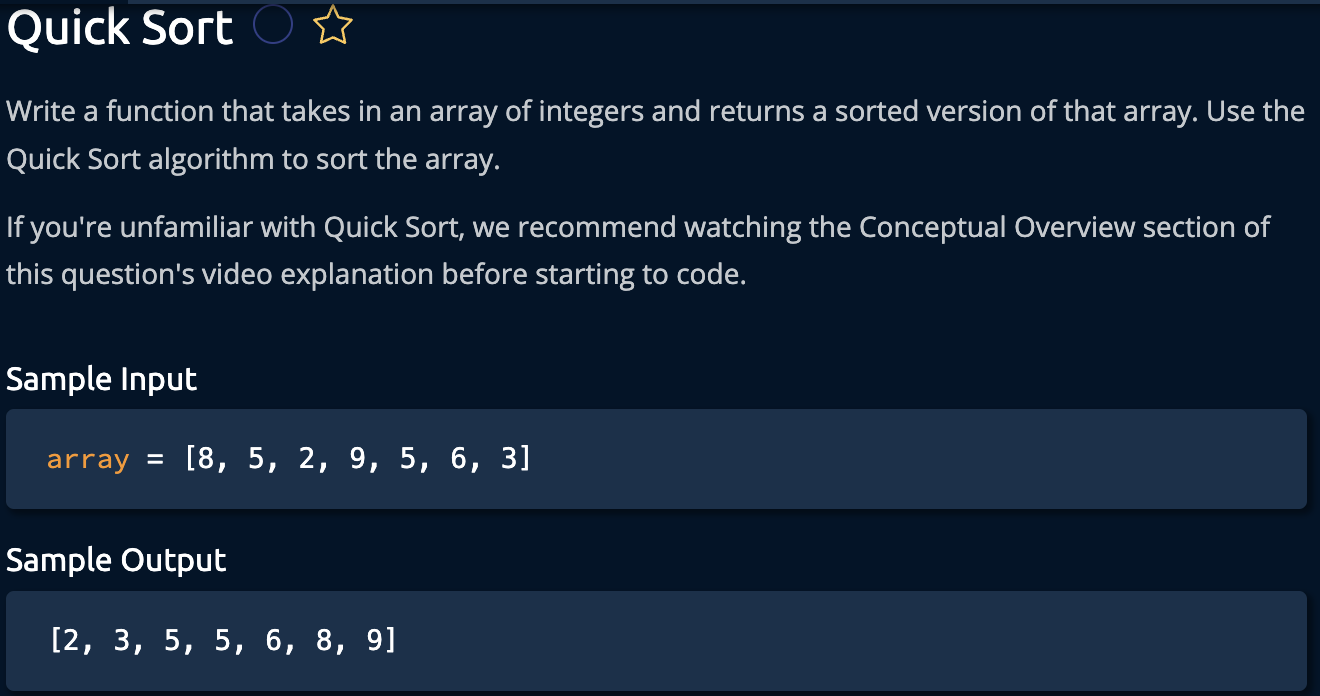 Quick Sort
Write a function that takes in an array of integers and returns a sorted version of that array. Use the
Quick Sort algorithm to sort the array.
If you're unfamiliar with Quick Sort, we recommend watching the Conceptual Overview section of
this question's video explanation before starting to code.
Sample Input
array = [8, 5, 2, 9, 5, 6, 3]
Sample Output
[2, 3, 5, 5, 6, 8, 9]